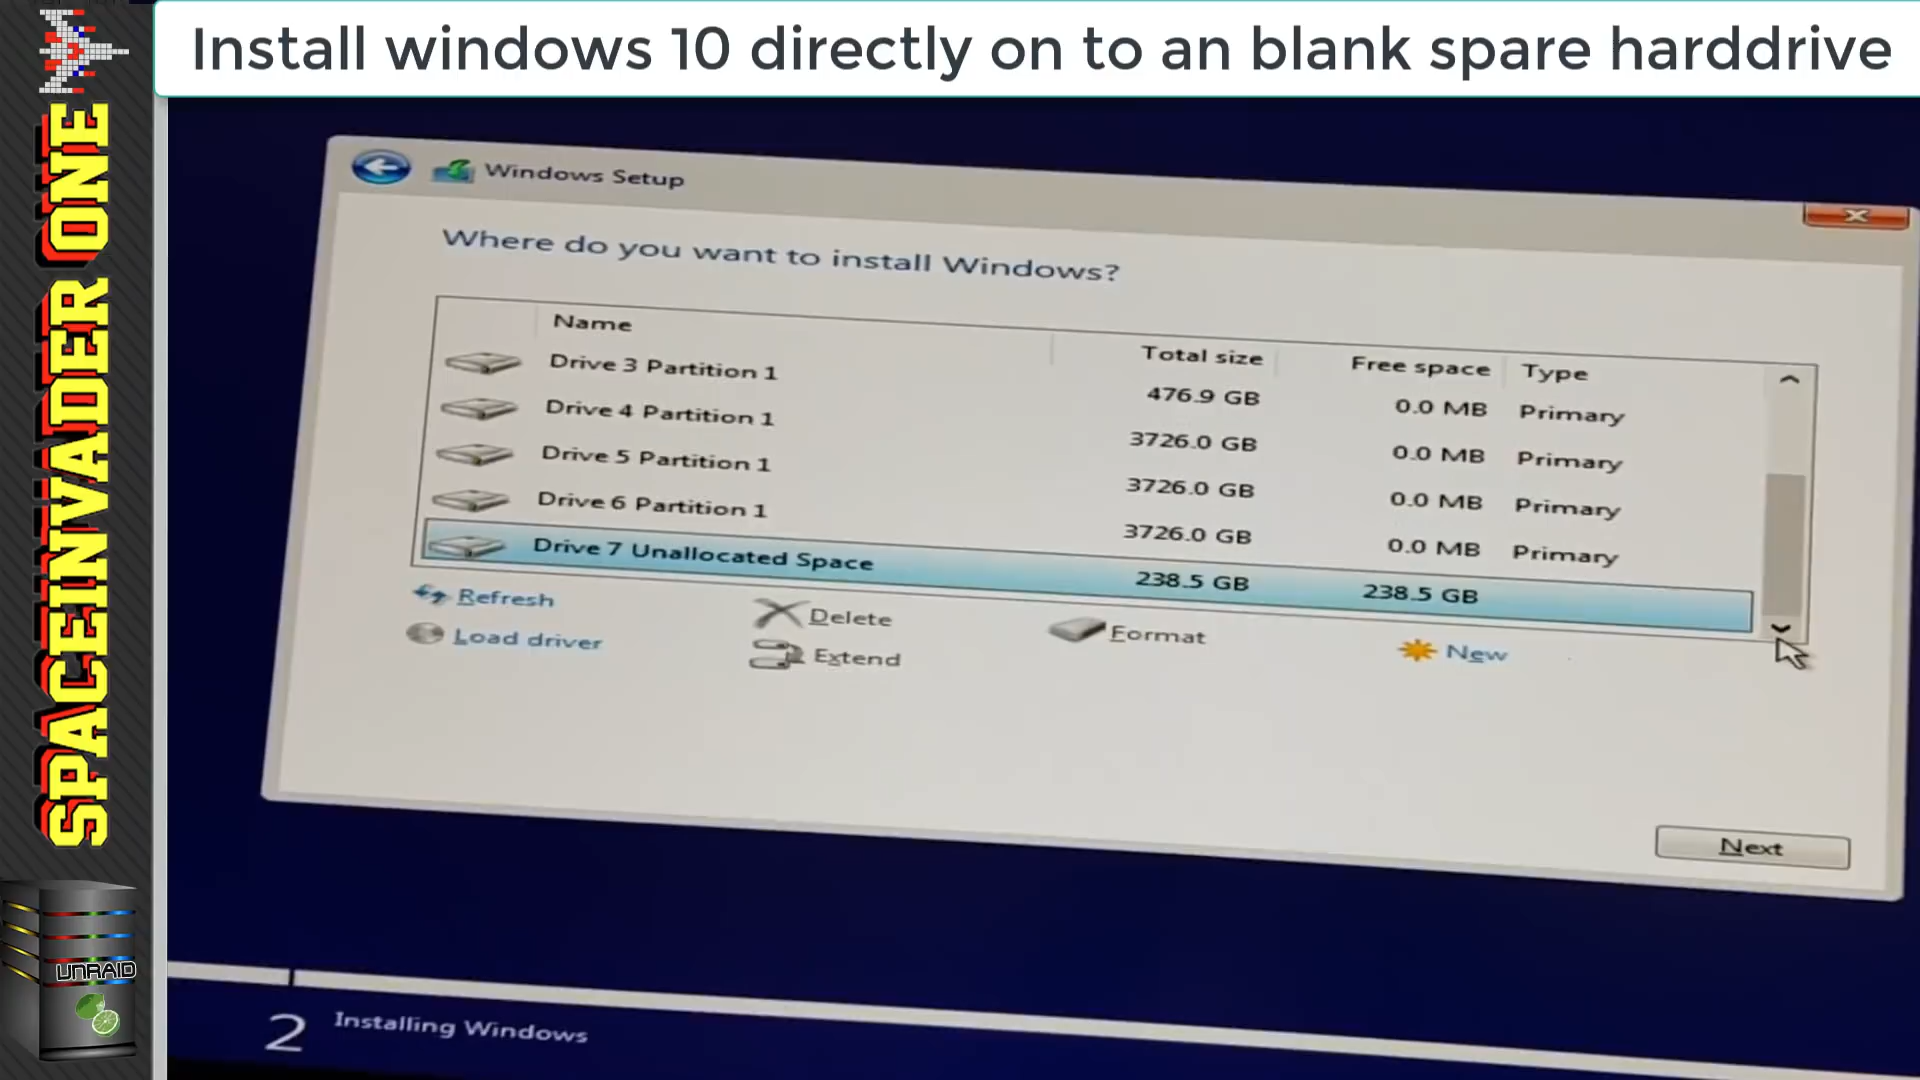 Install windows 10 directly on to an blank spare harddrive
SPACEINVADER ONE
Windows Setup
Where do you want to install Windows?
Name Total size Free space Type
Drive 3 Partition 1 476.9 GB 0.0 MB Primary
Drive 4 Partition 1 3726.0 GB 0.0 MB Primary
Drive 5 Partition 1 3726.0 GB 0.0 MB Primary
Drive 6 Partition 1 3726.0 GB 0.0 MB Primary
Drive 7 Unallocated Space 238.5 GB 238.5 GB
Refresh Delete Format New
Load driver Extend
Next
UNRAID
2 Installing Windows